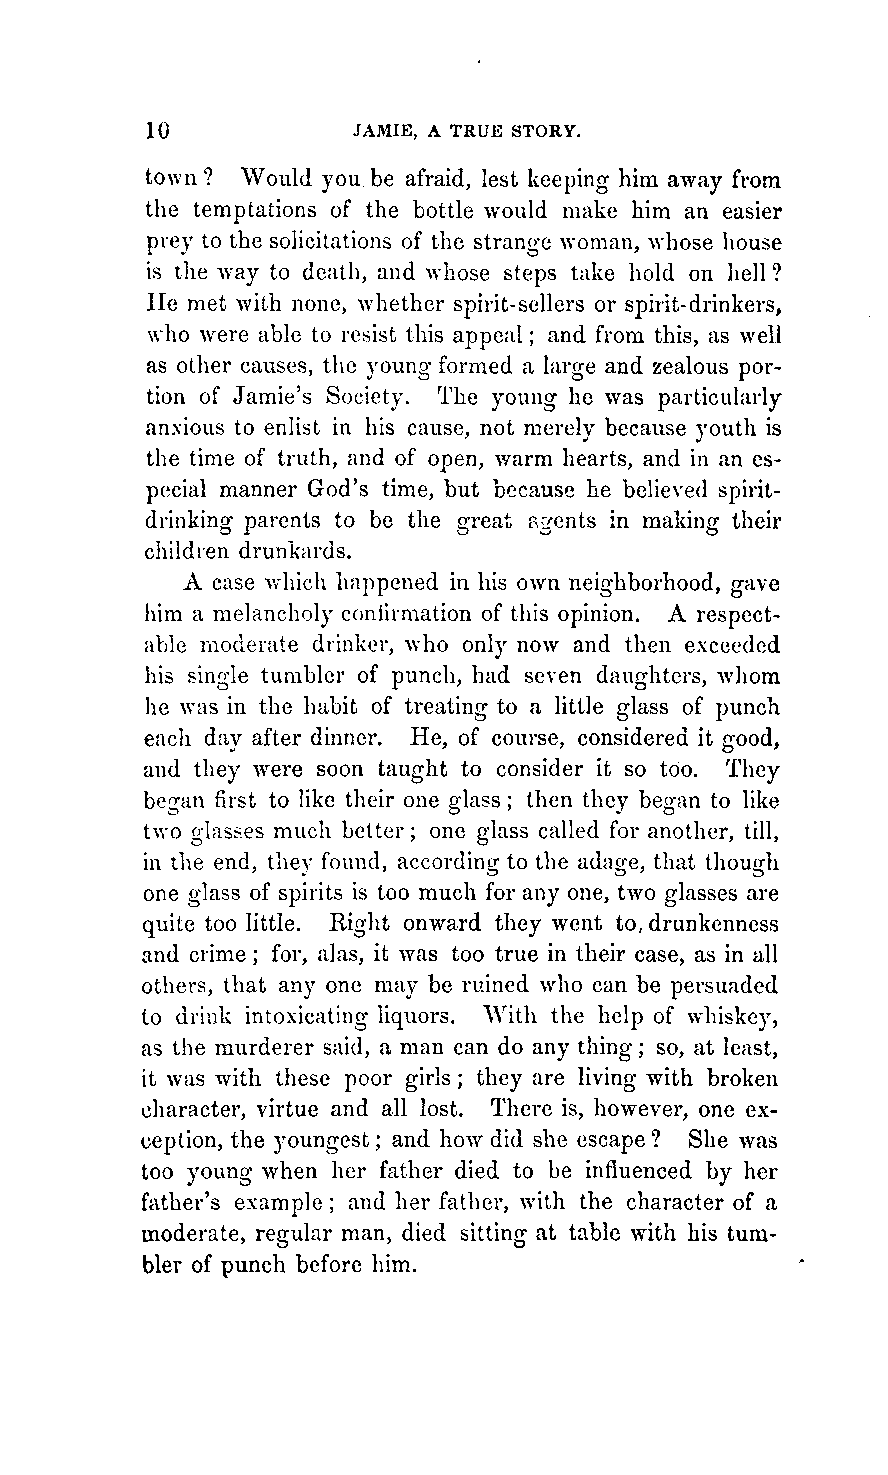 10 JAMIE, A TRUE STORY.
town? Would you be afraid, lest keeping him away from
the temptations of the bottle would make him an easier
prey to the solicitations of the strange woman, whose house
is the way to death, and whose steps take hold on hell?
He met with none, whether spirit-sellers or spirit-drinkers,
who were able to resist this appeal; and from this, as well
as other causes, the young formed a large and zealous por-
tion of Jamie's Society. The young he was particularly
anxious to enlist in his cause, not merely because youth is
the time of truth, and of open, warm hearts, and in an es-
pecial manner God's time, but because he believed spirit-
drinking parents to be the great agents in making their
children drunkards.
A case which happened in his own neighborhood, gave
him a melancholy confirmation of this opinion. A respect-
able moderate drinker, who only now and then exceeded
his single tumbler of punch, had seven daughters, whom
he was in the habit of treating to a little glass of punch
each day after dinner. He, of course, considered it good,
and they were soon taught to consider it so too. They
began first to like their one glass; then they began to like
two glasses much better; one glass called for another, till,
in the end, they found, according to the adage, that though
one glass of spirits is too much for any one, two glasses are
quite too little. Right onward they went to, drunkenness
and crime; for, alas, it was too true in their case, as in all
others, that any one may be ruined who can be persuaded
to drink intoxicating liquors. With the help of whiskey,
as the murderer said, a man can do any thing; so, at least,
it was with these poor girls; they are living with broken
character, virtue and all lost. There is, however, one ex-
ception, the youngest; and how did she escape? She was
too young when her father died to be influenced by her
father's example; and her father, with the character of a
moderate, regular man, died sitting at table with his tum-
bler of punch before him.